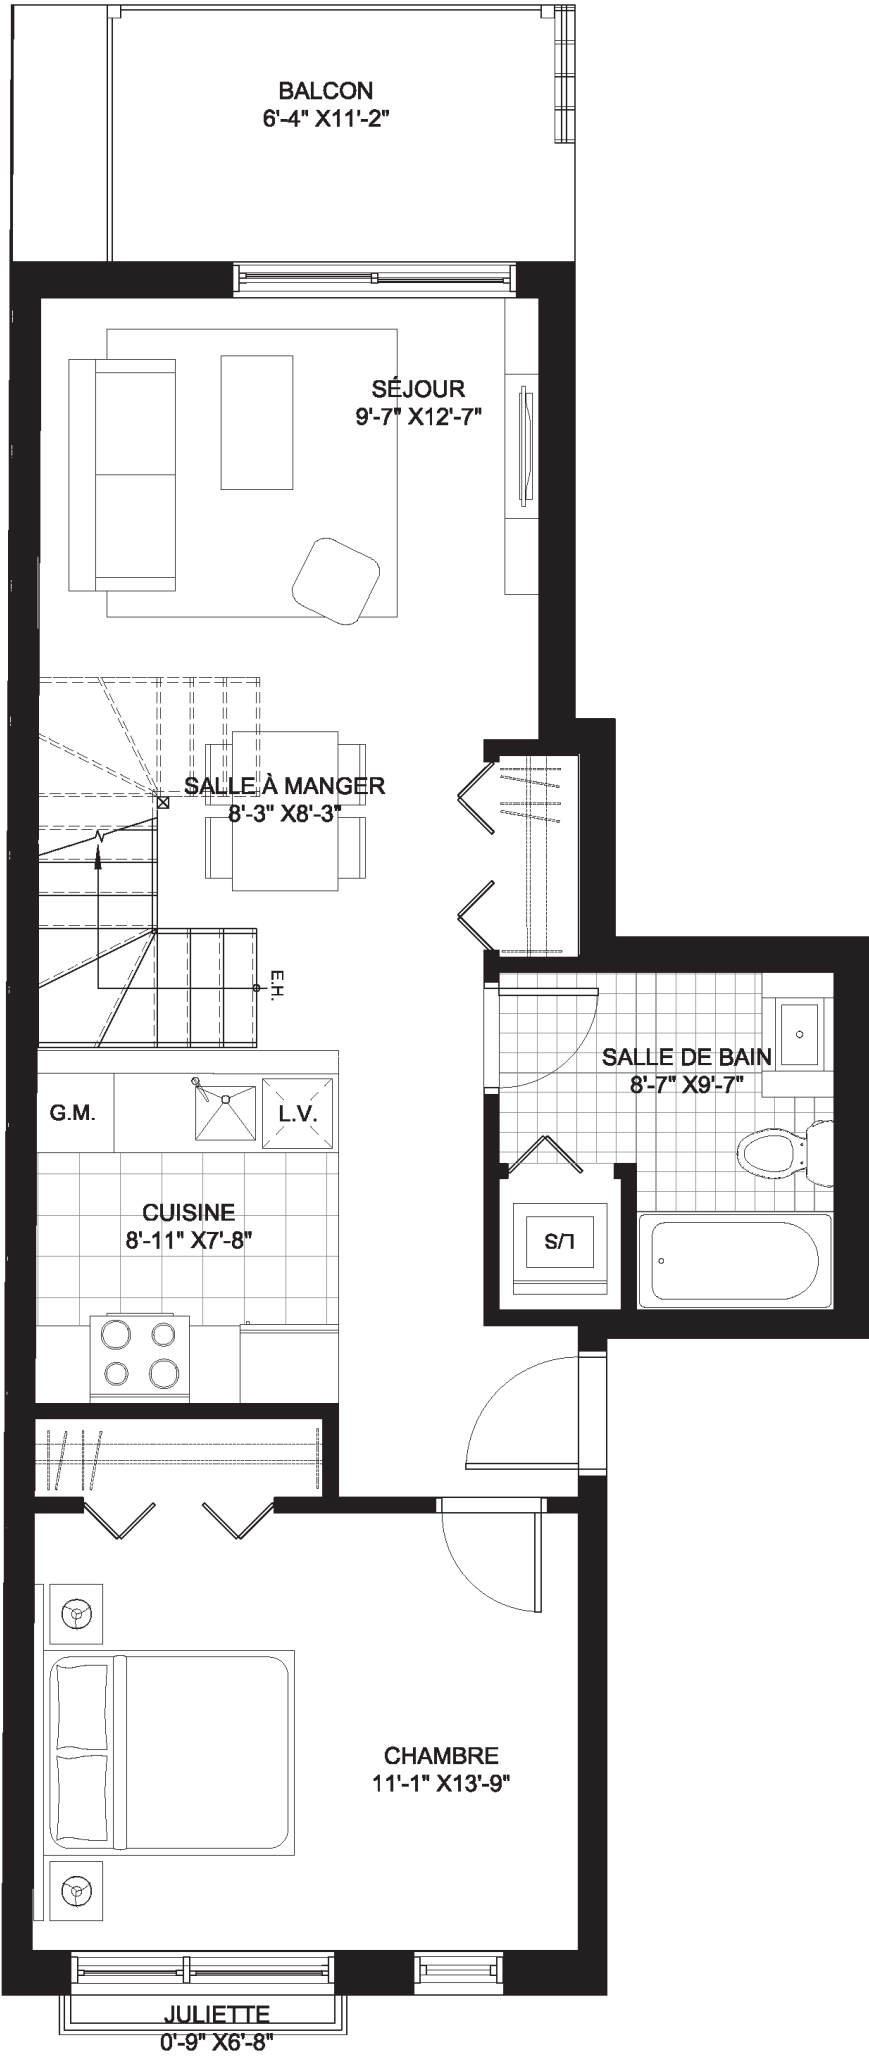 BALCON
6'-4" X11'-2"
SÉJOUR
9'-7" X12'-7"
SALLE À MANGER
8'-3" X8'-3"
E.H.
SALLE DE BAIN
8'-7" X9'-7"
G.M.
L.V.
CUISINE
8'-11" X7'-8"
L/S
CHAMBRE
11'-1" X13'-9"
JULIETTE
0'-9" X6'-8"